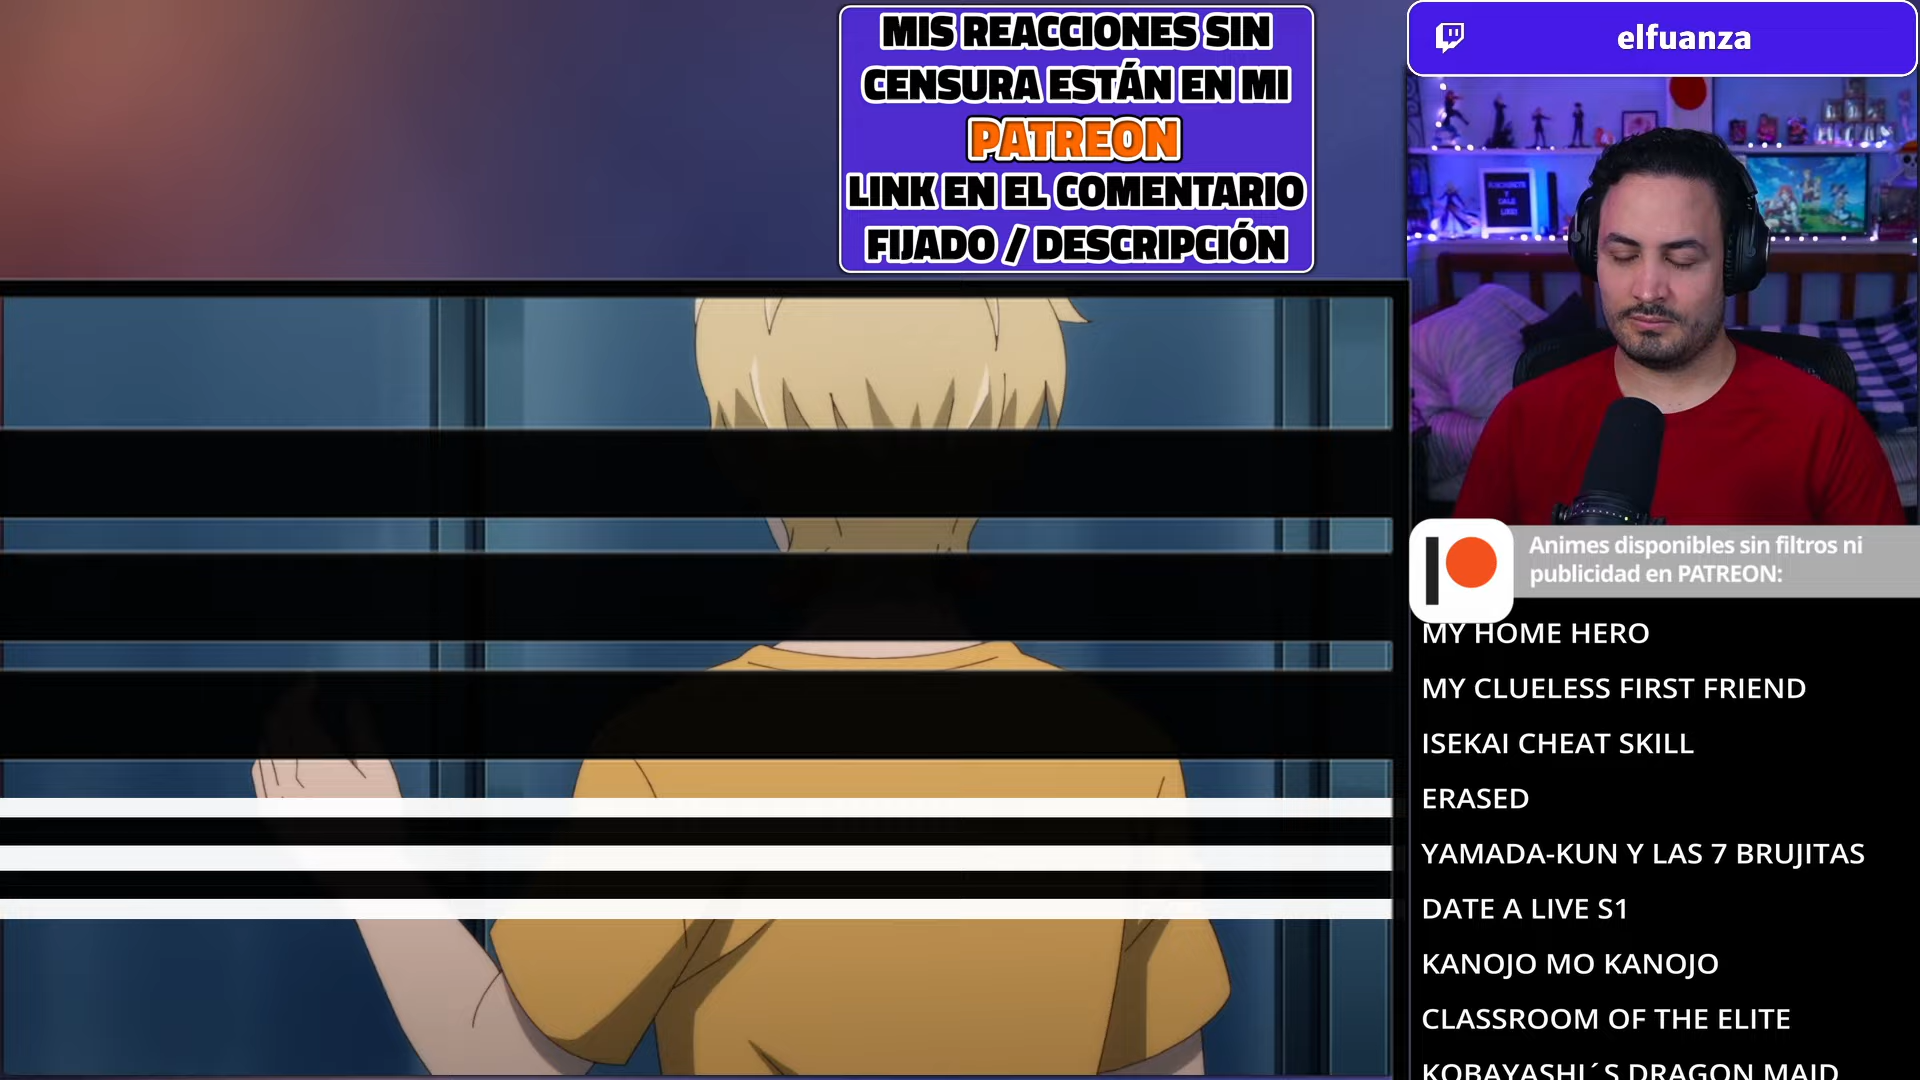 MIS REACCIONES SIN
CENSURA ESTÁN EN MI
PATREON
LINK EN EL COMENTARIO
FIJADO / DESCRIPCIÓN
elfuanza
Animes disponibles sin filtros ni
publicidad en PATREON:
MY HOME HERO
MY CLUELESS FIRST FRIEND
ISEKAI CHEAT SKILL
ERASED
YAMADA-KUN Y LAS 7 BRUJITAS
DATE A LIVE S1
KANOJO MO KANOJO
CLASSROOM OF THE ELITE
KOBAYASHI´S DRAGON MAID